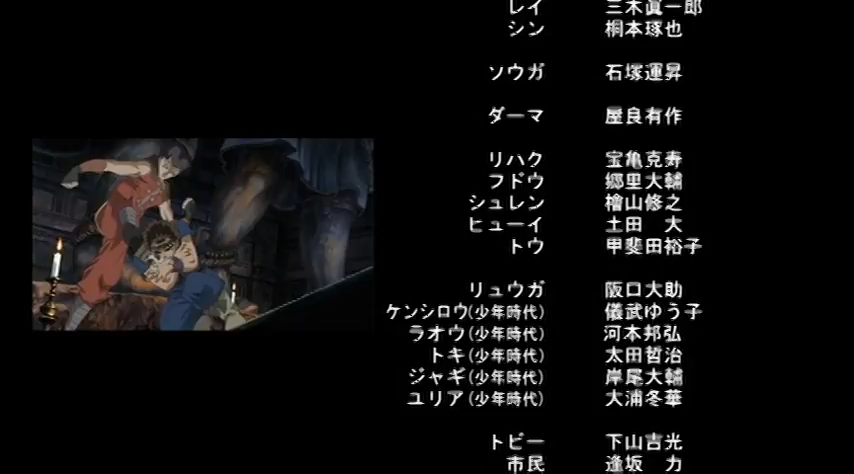 レイ 三木眞一郎
シン 桐本琢也
ソウガ 石塚運昇
ダーマ 屋良有作
リハク 宝亀克寿
フドウ 郷里大輔
シュレン 檜山修之
ヒューイ 土田 大
トウ 甲斐田裕子
リュウガ 阪口大助
ケンシロウ(少年時代) 儀武ゆう子
ラオウ(少年時代) 河本邦弘
トキ(少年時代) 太田哲治
ジャギ(少年時代) 岸尾大輔
ユリア(少年時代) 大浦冬華
トビー 下山吉光
市民 逢坂 力